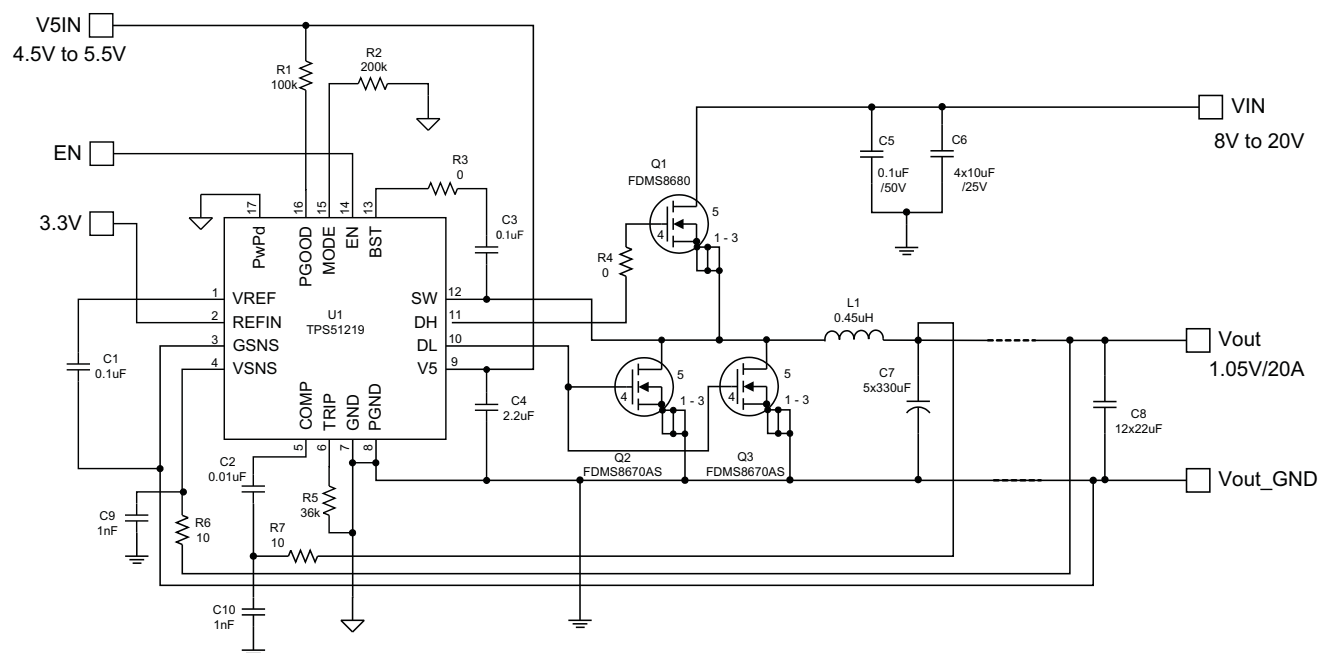 V5IN
4.5V to 5.5V
R1
100k
R2
200k
VIN
8V to 20V
C5
0.1uF
/50V
C6
4x10uF
/25V
EN
R3
0
Q1
FDMS8680
5
4
1 - 3
3.3V
17
16
15
14
13
PwPd
PGOOD
MODE
EN
BST
C3
0.1uF
R4
0
1
VREF
2
REFIN
3
GSNS
4
VSNS
U1
TPS51219
SW
12
DH
11
DL
10
V5
9
COMP
TRIP
GND
PGND
5
6
7
8
C1
0.1uF
L1
0.45uH
Vout
1.05V/20A
5
4
1 - 3
5
4
1 - 3
C7
5x330uF
C8
12x22uF
C4
2.2uF
Q2
FDMS8670AS
Q3
FDMS8670AS
Vout_GND
C2
0.01uF
R5
36k
C9
1nF
R6
10
R7
10
C10
1nF